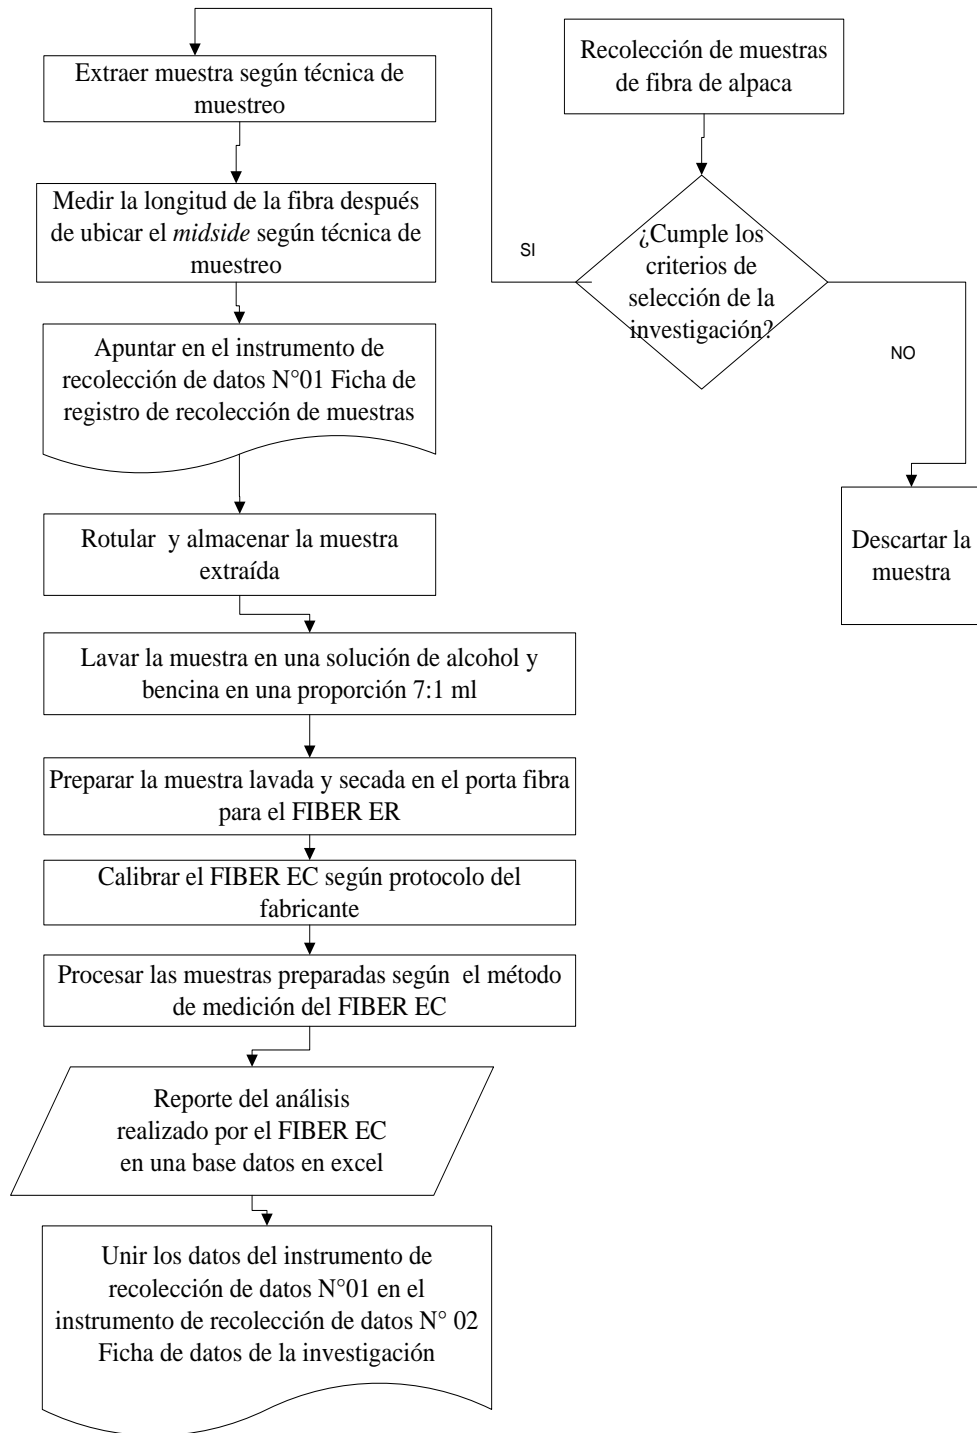 Recolección de muestras
de fibra de alpaca
¿Cumple los
criterios de
selección de la
investigación?
SI
NO
Descartar la
muestra
Extraer muestra según técnica de
muestreo
Medir la longitud de la fibra después
de ubicar el midside según técnica de
muestreo
Apuntar en el instrumento de
recolección de datos N°01 Ficha de
registro de recolección de muestras
Rotular y almacenar la muestra
extraída
Lavar la muestra en una solución de alcohol y
bencina en una proporción 7:1 ml
Preparar la muestra lavada y secada en el porta fibra
para el FIBER ER
Calibrar el FIBER EC según protocolo del
fabricante
Procesar las muestras preparadas según el método
de medición del FIBER EC
Reporte del análisis
realizado por el FIBER EC
en una base datos en excel
Unir los datos del instrumento de
recolección de datos N°01 en el
instrumento de recolección de datos N° 02
Ficha de datos de la investigación